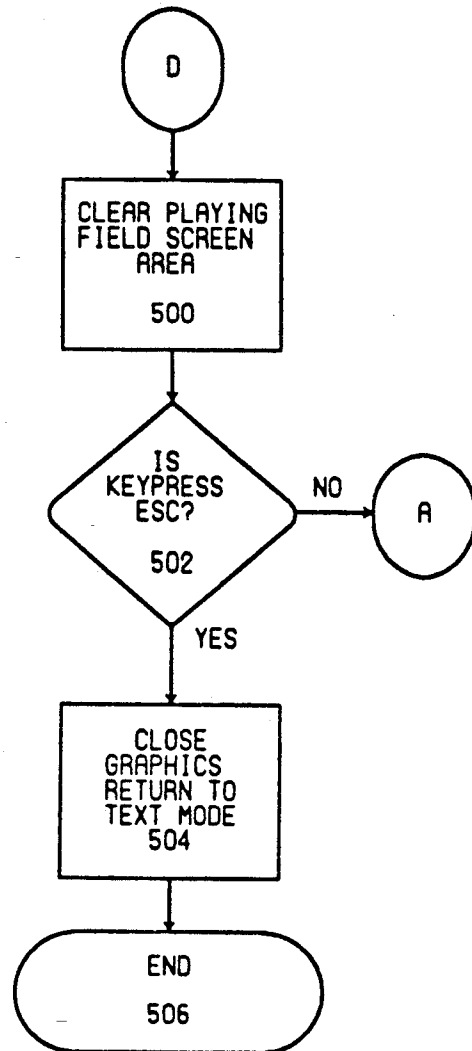 D
CLEAR PLAYING
FIELD SCREEN
AREA
500
IS
KEYPRESS
ESC?
502
NO
A
YES
CLOSE
GRAPHICS
RETURN TO
TEXT MODE
504
END
506